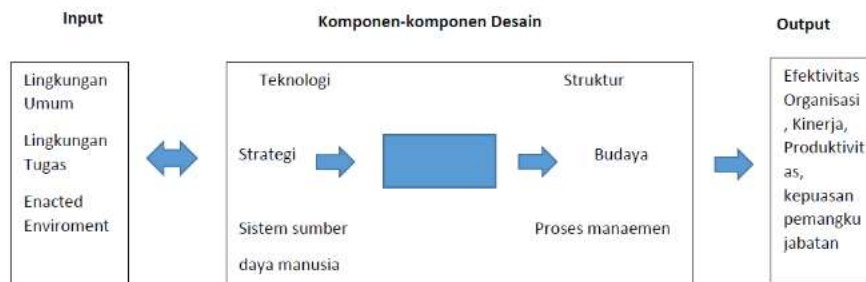 Input
Komponen-komponen Desain
Output
Lingkungan
Umum
Lingkungan
Tugas
Enacted
Enviroment
Teknologi
Struktur
Strategi
Budaya
Sistem sumber
daya manusia
Proses manaemen
Efektivitas
Organisasi
, Kinerja,
Produktivit
as,
kepuasan
pemangku
jabatan